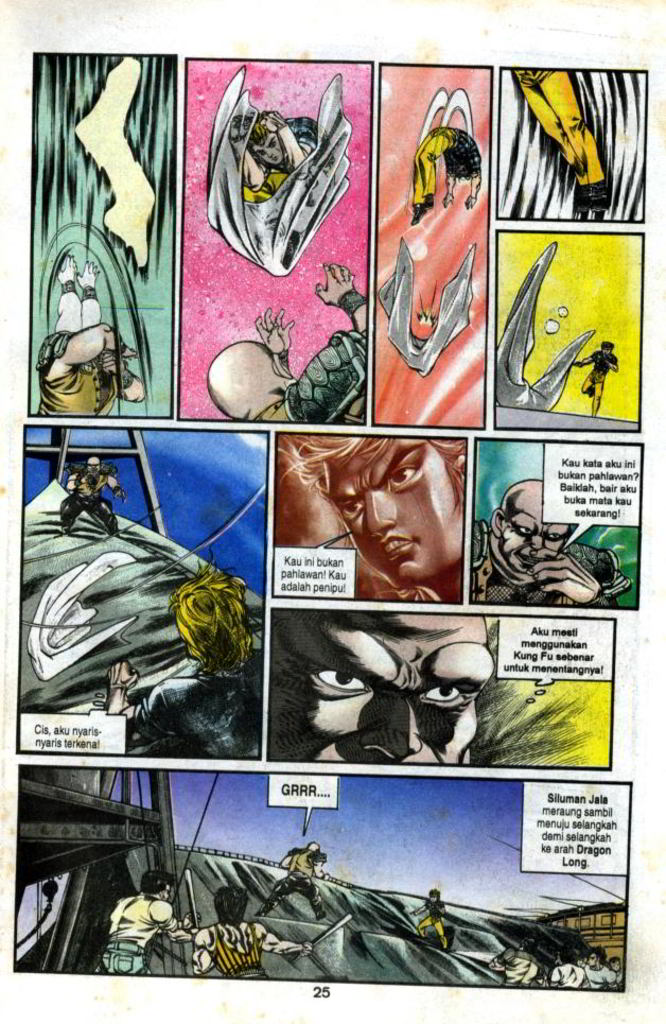 Cis, aku nyaris-
nyaris terkena!
Kau ini bukan
pahlawan! Kau
adalah penipu!
Kau kata aku ini
bukan pahlawan?
Baiklah, bair aku
buka mata kau
sekarang!
Aku mesti
menggunakan
Kung Fu sebenar
untuk menentangnya!
GRRR....
Siluman Jala
meraung sambil
menuju selangkah
demi selangkah
ke arah Dragon
Long.
25